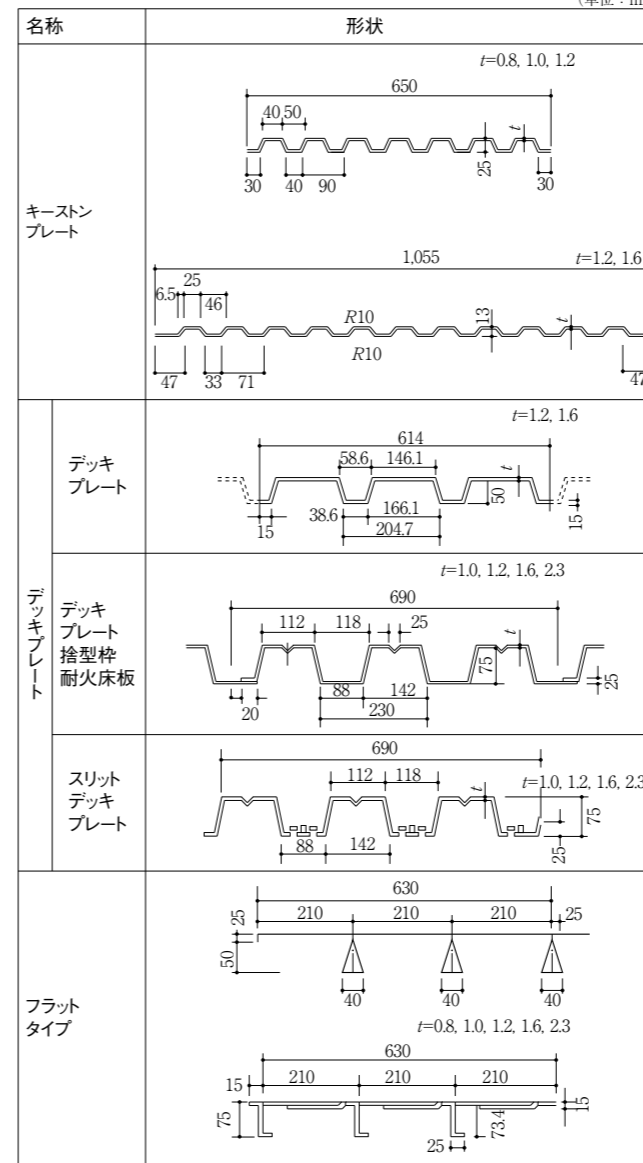 (単位：m
名称
形状
キーストン
プレート
t=0.8, 1.0, 1.2
650
40 50
t
25
30
40
90
30
1,055
t=1.2, 1.6
25
6.5
46
R10
13
t
R10
47
33
71
47
デッキプレート
デッキ
プレート
t=1.2, 1.6
614
58.6
146.1
t
50
15
15
38.6
166.1
204.7
デッキ
プレート
捨型枠
耐火床板
t=1.0, 1.2, 1.6, 2.3
690
112
118
25
t
75
25
88
142
20
230
スリット
デッキ
プレート
690
112
118
t=1.0, 1.2, 1.6, 2.3
t
75
25
88
142
フラット
タイプ
630
25
210
210
210
25
50
40
40
40
t=0.8, 1.0, 1.2, 1.6, 2.3
630
15
210
210
210
15
75
73.4
25